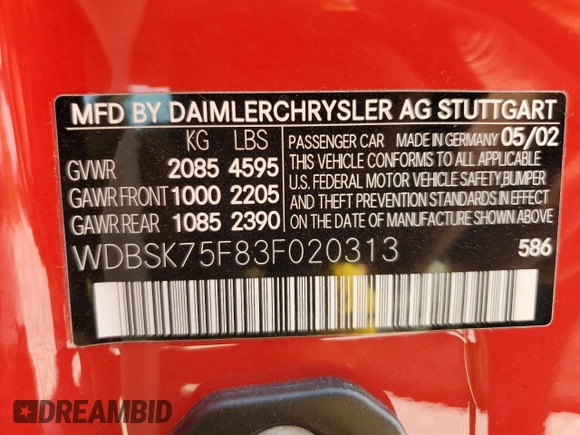 MFD BY DAIMLERCHRYSLER AG STUTTGART
KG LBS PASSENGER CAR MADE IN GERMANY 05/02
GVWR 2085 4595 THIS VEHICLE CONFORMS TO ALL APPLICABLE
GAWR FRONT 1000 2205 U.S. FEDERAL MOTOR VEHICLE SAFETY, BUMPER
GAWR REAR 1085 2390 AND THEFT PREVENTION STANDARDS IN EFFECT
ON THE DATE OF MANUFACTURE SHOWN ABOVE.
WDBSK75F83F020313 586
DREAMBID